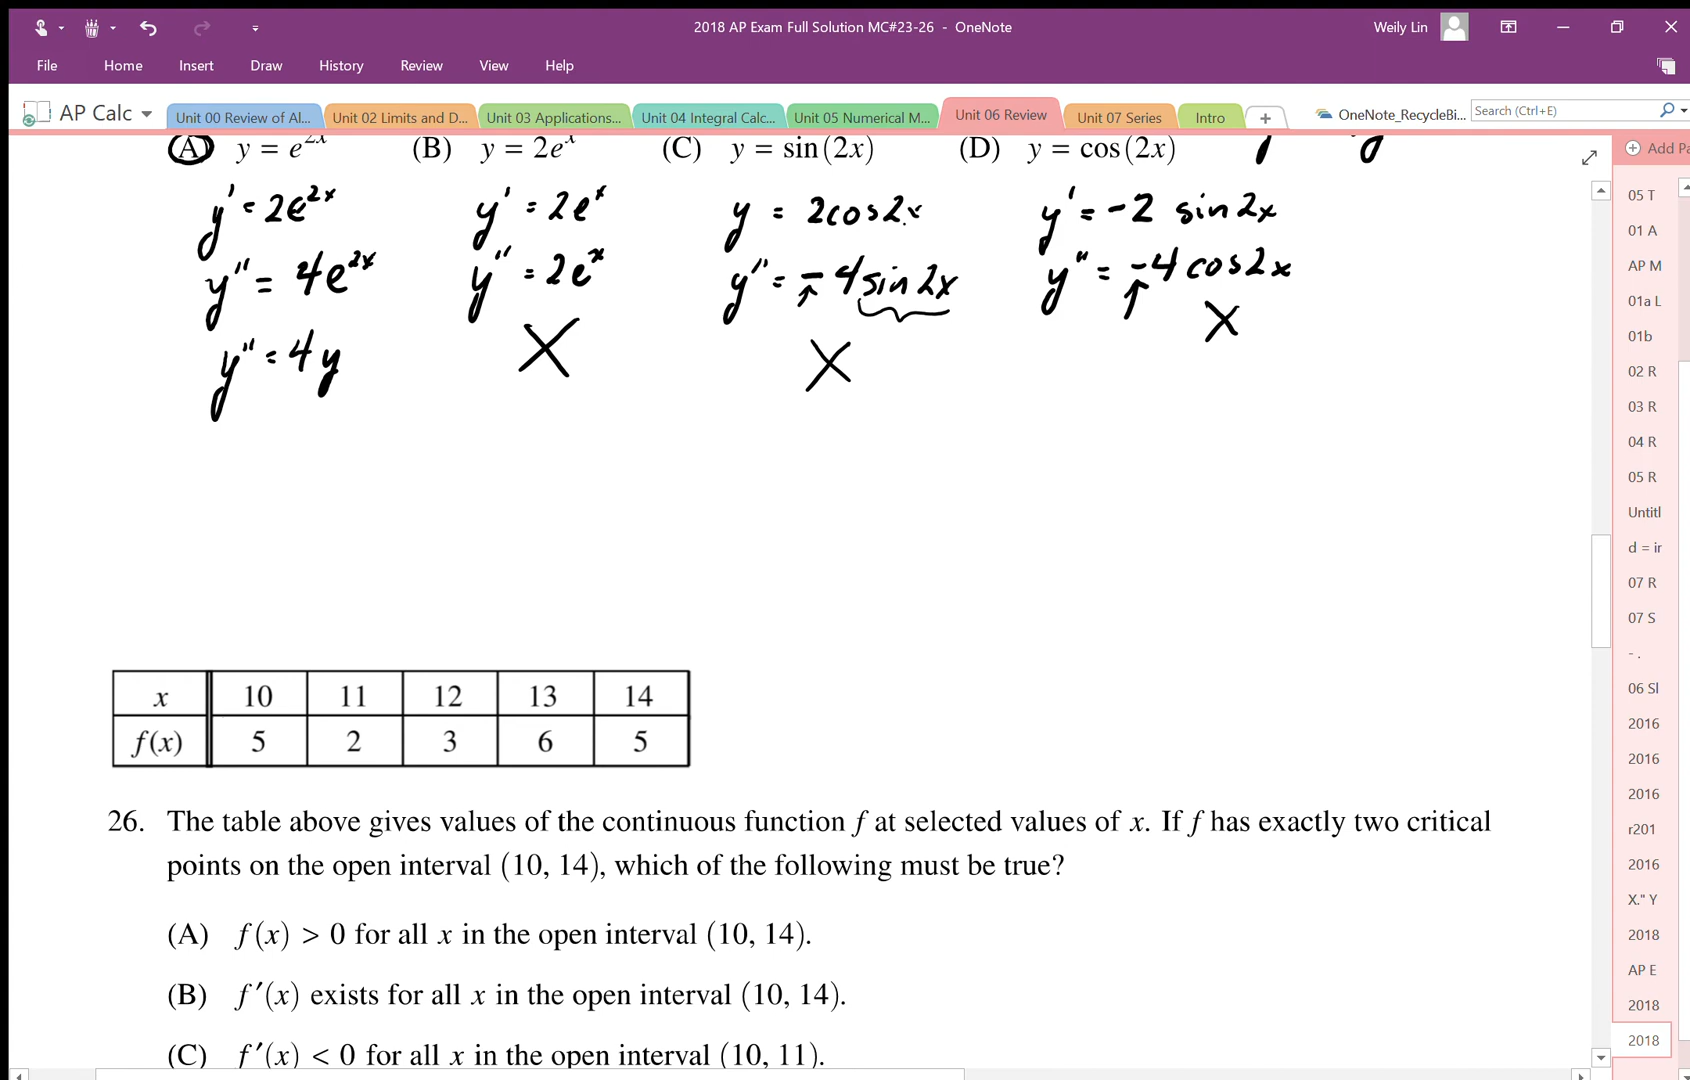 2018 AP Exam Full Solution MC#23-26 - OneNote
Weily Lin
File Home Insert Draw History Review View Help
AP Calc Unit 00 Review of Al... Unit 02 Limits and D... Unit 03 Applications... Unit 04 Integral Calc... Unit 05 Numerical M... Unit 06 Review Unit 07 Series Intro + OneNote_RecycleBi... Search (Ctrl+E)
(A) y = e^{2x} (B) y = 2e^x (C) y = sin(2x) (D) y = cos(2x)
y' = 2e^{2x} y' = 2e^x y = 2cos2x y' = -2 sin2x
y'' = 4e^{2x} y'' = 2e^x y'' = -4sin2x y'' = -4cos2x
y'' = 4y X X X
x 10 11 12 13 14
f(x) 5 2 3 6 5
26. The table above gives values of the continuous function f at selected values of x. If f has exactly two critical
points on the open interval (10, 14), which of the following must be true?
(A) f(x) > 0 for all x in the open interval (10, 14).
(B) f′(x) exists for all x in the open interval (10, 14).
(C) f′(x) < 0 for all x in the open interval (10, 11).
Add Pa
05 T
01 A
AP M
01a L
01b
02 R
03 R
04 R
05 R
Untitl
d = ir
07 R
07 S
- .
06 Sl
2016
2016
2016
r201
2016
X." Y
2018
AP E
2018
2018